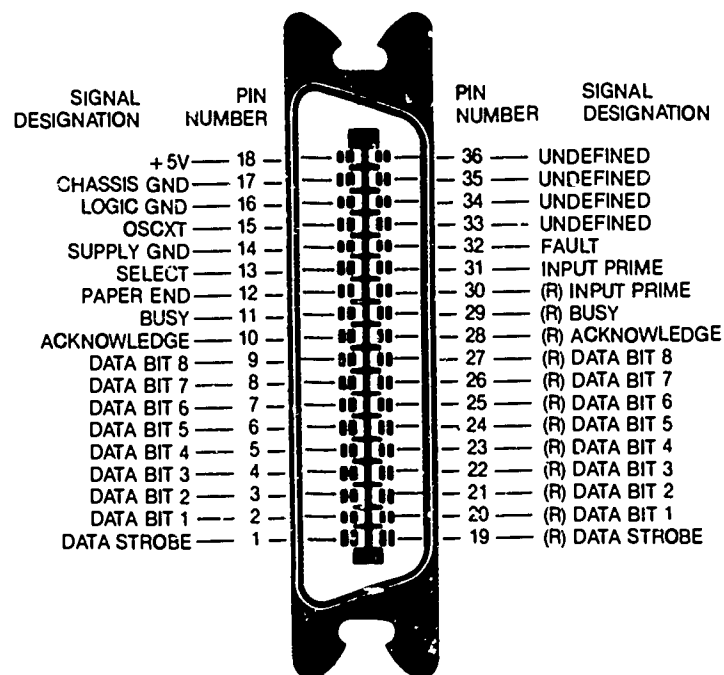 SIGNAL DESIGNATION PIN NUMBER PIN NUMBER SIGNAL DESIGNATION
+5V 18 36 UNDEFINED
CHASSIS GND 17 35 UNDEFINED
LOGIC GND 16 34 UNDEFINED
OSCXT 15 33 UNDEFINED
SUPPLY GND 14 32 FAULT
SELECT 13 31 INPUT PRIME
PAPER END 12 30 (R) INPUT PRIME
BUSY 11 29 (R) BUSY
ACKNOWLEDGE 10 28 (R) ACKNOWLEDGE
DATA BIT 8 9 27 (R) DATA BIT 8
DATA BIT 7 8 26 (R) DATA BIT 7
DATA BIT 6 7 25 (R) DATA BIT 6
DATA BIT 5 6 24 (R) DATA BIT 5
DATA BIT 4 5 23 (R) DATA BIT 4
DATA BIT 3 4 22 (R) DATA BIT 3
DATA BIT 2 3 21 (R) DATA BIT 2
DATA BIT 1 2 20 (R) DATA BIT 1
DATA STROBE 1 19 (R) DATA STROBE